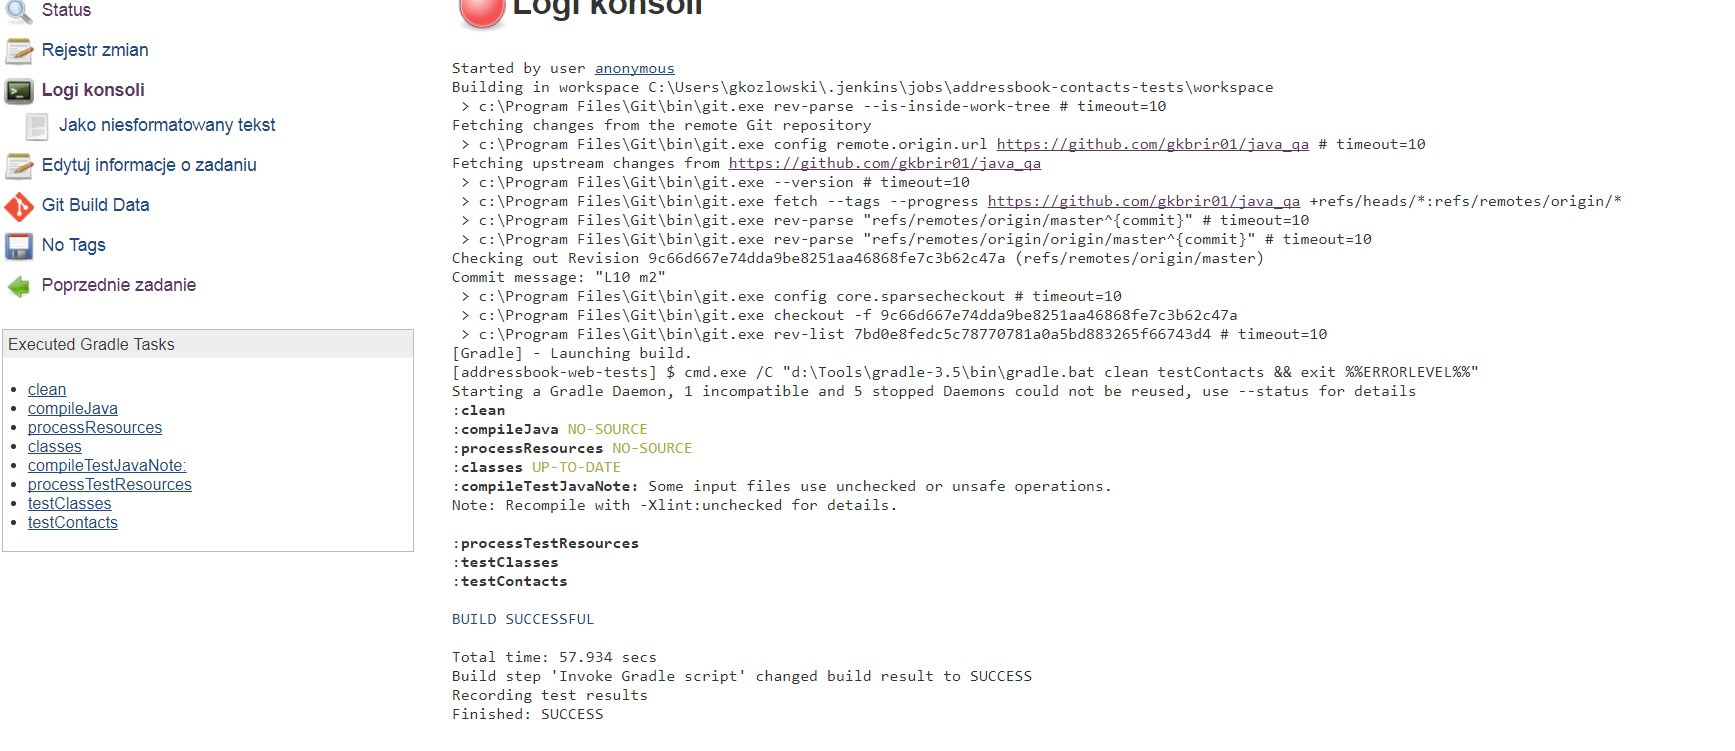 Status
Rejestr zmian
Logi konsoli
Jako niesformatowany tekst
Edytuj informacje o zadaniu
Git Build Data
No Tags
Poprzednie zadanie
Executed Gradle Tasks
clean
compileJava
processResources
classes
compileTestJavaNote:
processTestResources
testClasses
testContacts
Logi konsoli
Started by user anonymous
Building in workspace C:\Users\gkozlowski\.jenkins\jobs\addressbook-contacts-tests\workspace
> c:\Program Files\Git\bin\git.exe rev-parse --is-inside-work-tree # timeout=10
Fetching changes from the remote Git repository
> c:\Program Files\Git\bin\git.exe config remote.origin.url https://github.com/gkbrir01/java_qa # timeout=10
Fetching upstream changes from https://github.com/gkbrir01/java_qa
> c:\Program Files\Git\bin\git.exe --version # timeout=10
> c:\Program Files\Git\bin\git.exe fetch --tags --progress https://github.com/gkbrir01/java_qa +refs/heads/*:refs/remotes/origin/*
> c:\Program Files\Git\bin\git.exe rev-parse "refs/remotes/origin/master^{commit}" # timeout=10
> c:\Program Files\Git\bin\git.exe rev-parse "refs/remotes/origin/origin/master^{commit}" # timeout=10
Checking out Revision 9c66d667e74dda9be8251aa46868fe7c3b62c47a (refs/remotes/origin/master)
Commit message: "L10 m2"
> c:\Program Files\Git\bin\git.exe config core.sparsecheckout # timeout=10
> c:\Program Files\Git\bin\git.exe checkout -f 9c66d667e74dda9be8251aa46868fe7c3b62c47a
> c:\Program Files\Git\bin\git.exe rev-list 7bd0e8fedc5c78770781a0a5bd883265f66743d4 # timeout=10
[Gradle] - Launching build.
[addressbook-web-tests] $ cmd.exe /C "d:\Tools\gradle-3.5\bin\gradle.bat clean testContacts && exit %%ERRORLEVEL%%"
Starting a Gradle Daemon, 1 incompatible and 5 stopped Daemons could not be reused, use --status for details
:clean
:compileJava NO-SOURCE
:processResources NO-SOURCE
:classes UP-TO-DATE
:compileTestJavaNote: Some input files use unchecked or unsafe operations.
Note: Recompile with -Xlint:unchecked for details.
:processTestResources
:testClasses
:testContacts
BUILD SUCCESSFUL
Total time: 57.934 secs
Build step 'Invoke Gradle script' changed build result to SUCCESS
Recording test results
Finished: SUCCESS